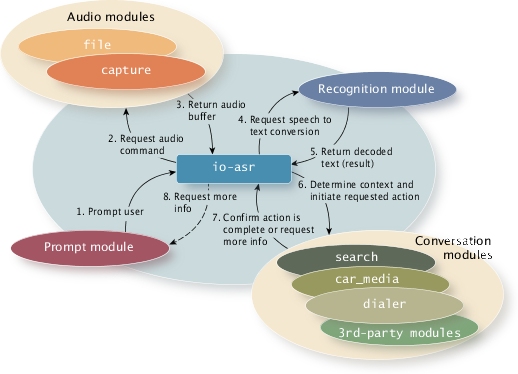 Audio modules
file
capture
Recognition module
3. Return audio
buffer
4. Request speech to
text conversion
2. Request audio
command
5. Return decoded
text (result)
io-asr
6. Determine context and
initiate requested action
8. Request more
info
1. Prompt user
7. Confirm action is
complete or request
more info
Prompt module
Conversation
modules
search
car_media
dialer
3rd-party modules